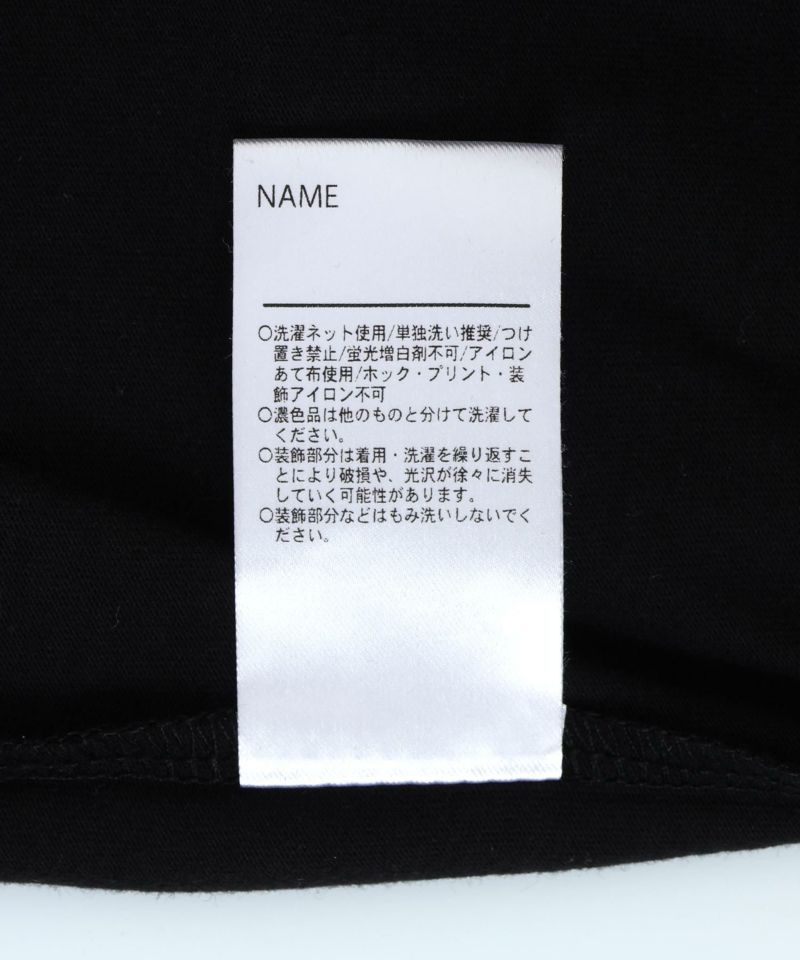 NAME
○洗濯ネット使用/単独洗い推奨/つけ
置き禁止/蛍光増白剤不可/アイロン
あて布使用/ホック・プリント・装
飾アイロン不可
○濃色品は他のものと分けて洗濯して
ください。
○装飾部分は着用・洗濯を繰り返すこ
とにより破損や、光沢が徐々に消失
していく可能性があります。
○装飾部分などはもみ洗いしないでく
ださい。